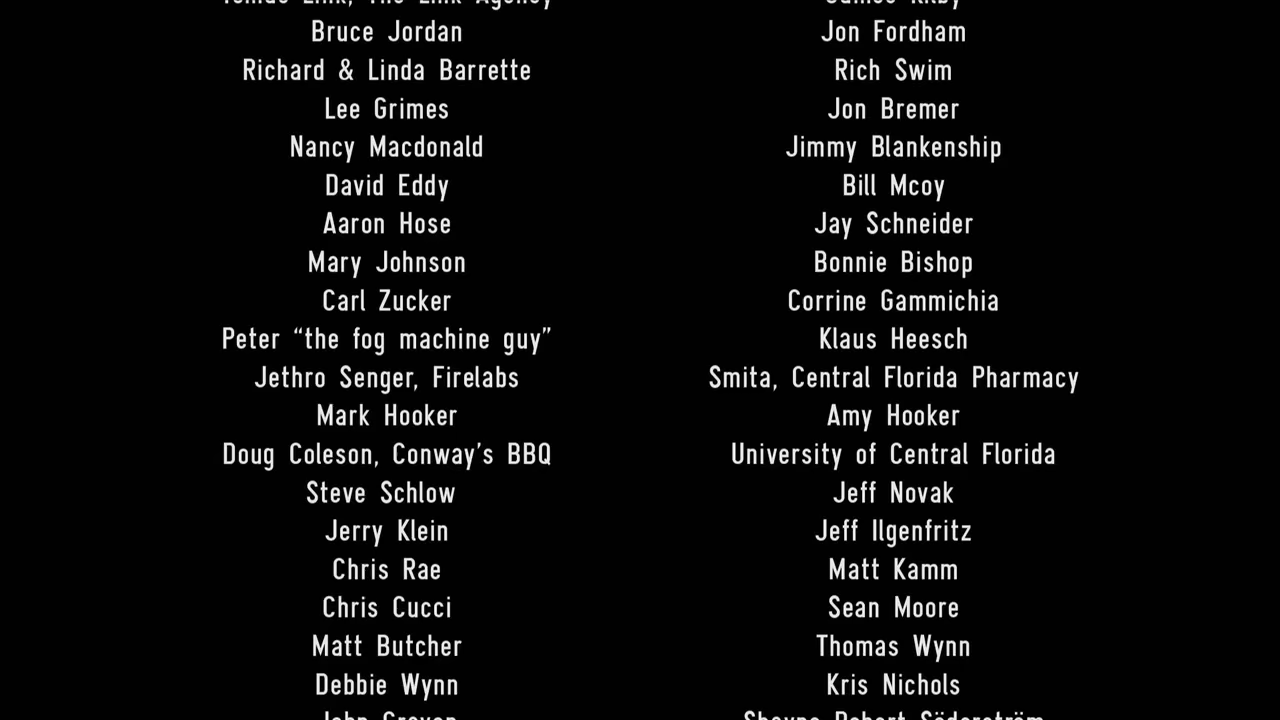 Bruce Jordan
Richard & Linda Barrette
Lee Grimes
Nancy Macdonald
David Eddy
Aaron Hose
Mary Johnson
Carl Zucker
Peter “the fog machine guy”
Jethro Senger, Firelabs
Mark Hooker
Doug Coleson, Conway’s BBQ
Steve Schlow
Jerry Klein
Chris Rae
Chris Cucci
Matt Butcher
Debbie Wynn
Jon Fordham
Rich Swim
Jon Bremer
Jimmy Blankenship
Bill Mcoy
Jay Schneider
Bonnie Bishop
Corrine Gammichia
Klaus Heesch
Smita, Central Florida Pharmacy
Amy Hooker
University of Central Florida
Jeff Novak
Jeff Ilgenfritz
Matt Kamm
Sean Moore
Thomas Wynn
Kris Nichols